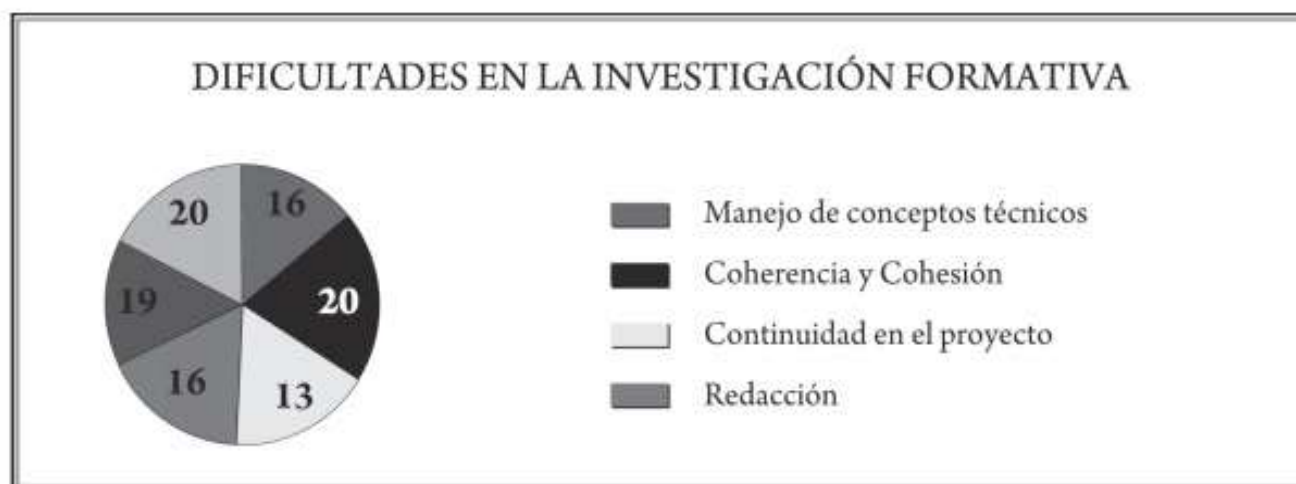 DIFICULTADES EN LA INVESTIGACIÓN FORMATIVA
20
16
19
20
16
13
Manejo de conceptos técnicos
Coherencia y Cohesión
Continuidad en el proyecto
Redacción